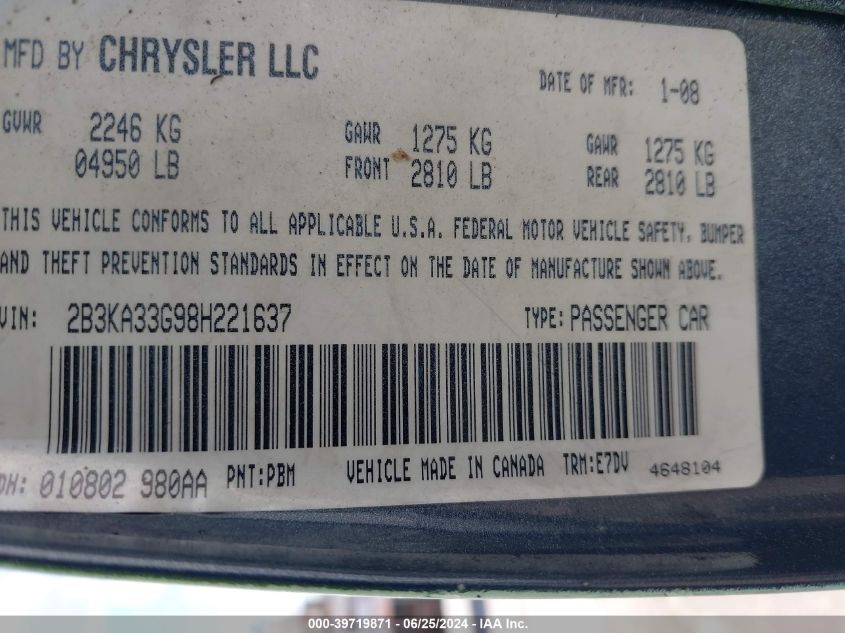 MFD BY CHRYSLER LLC
DATE OF MFR: 1-08
GVWR 2246 KG
04950 LB
GAWR FRONT 1275 KG
2810 LB
GAWR REAR 1275 KG
2810 LB
THIS VEHICLE CONFORMS TO ALL APPLICABLE U.S.A. FEDERAL MOTOR VEHICLE SAFETY, BUMPER
AND THEFT PREVENTION STANDARDS IN EFFECT ON THE DATE OF MANUFACTURE SHOWN ABOVE.
VIN: 2B3KA33G98H221637 TYPE: PASSENGER CAR
MDH: 010802 980AA PNT:PBM VEHICLE MADE IN CANADA TRM:E7DV 4648104
000-39719871 - 06/25/2024 - IAA Inc.